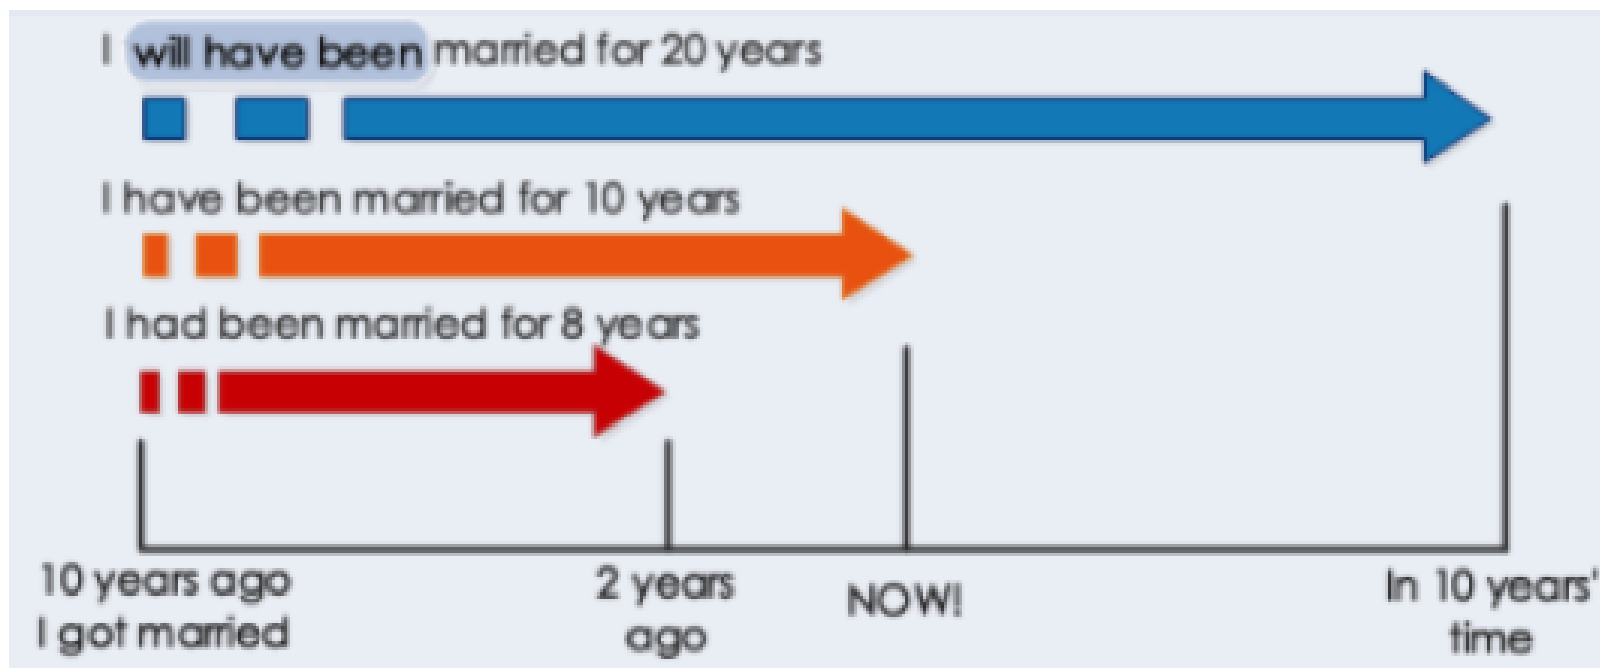 I will have been married for 20 years
I have been married for 10 years
I had been married for 8 years
10 years ago
I got married
2 years
ago
NOW!
In 10 years'
time